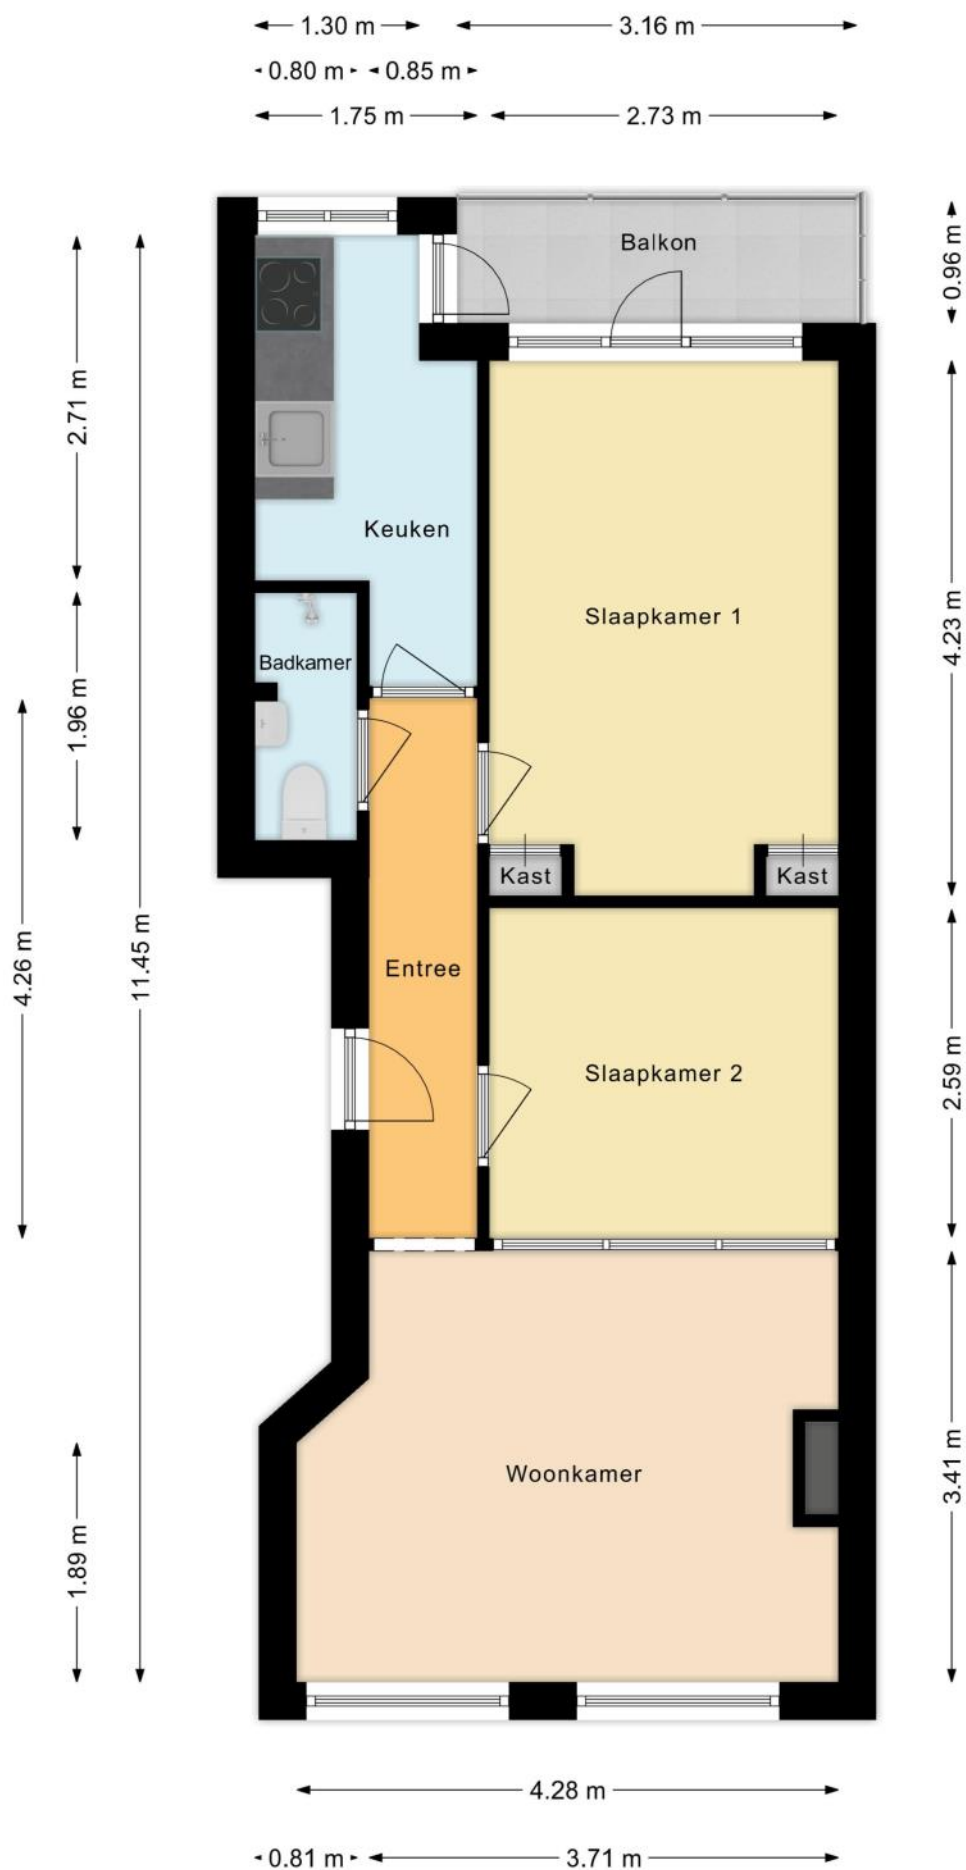 1.30 m
3.16 m
0.80 m
0.85 m
1.75 m
2.73 m
Balkon
0.96 m
2.71 m
Keuken
Slaapkamer 1
4.23 m
Badkamer
1.96 m
Kast
Kast
4.26 m
11.45 m
Entree
Slaapkamer 2
2.59 m
Woonkamer
3.41 m
1.89 m
4.28 m
0.81 m
3.71 m